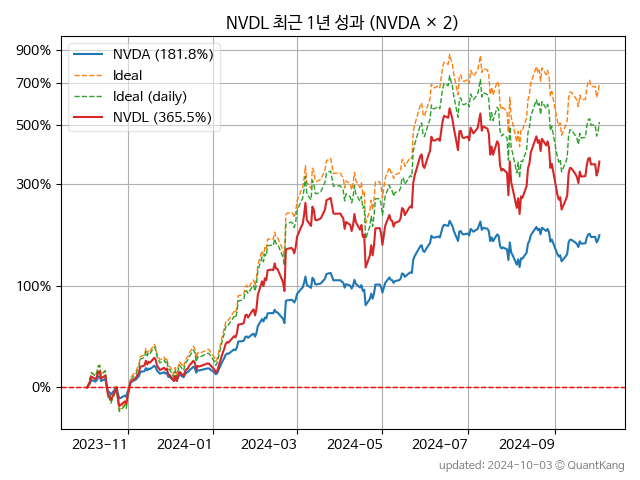 NVDL 최근 1년 성과 (NVDA × 2)
900%
700%
500%
300%
100%
0%
NVDA (181.8%)
Ideal
Ideal (daily)
NVDL (365.5%)
2023-11
2024-01
2024-03
2024-05
2024-07
2024-09
updated: 2024-10-03 © QuantKang